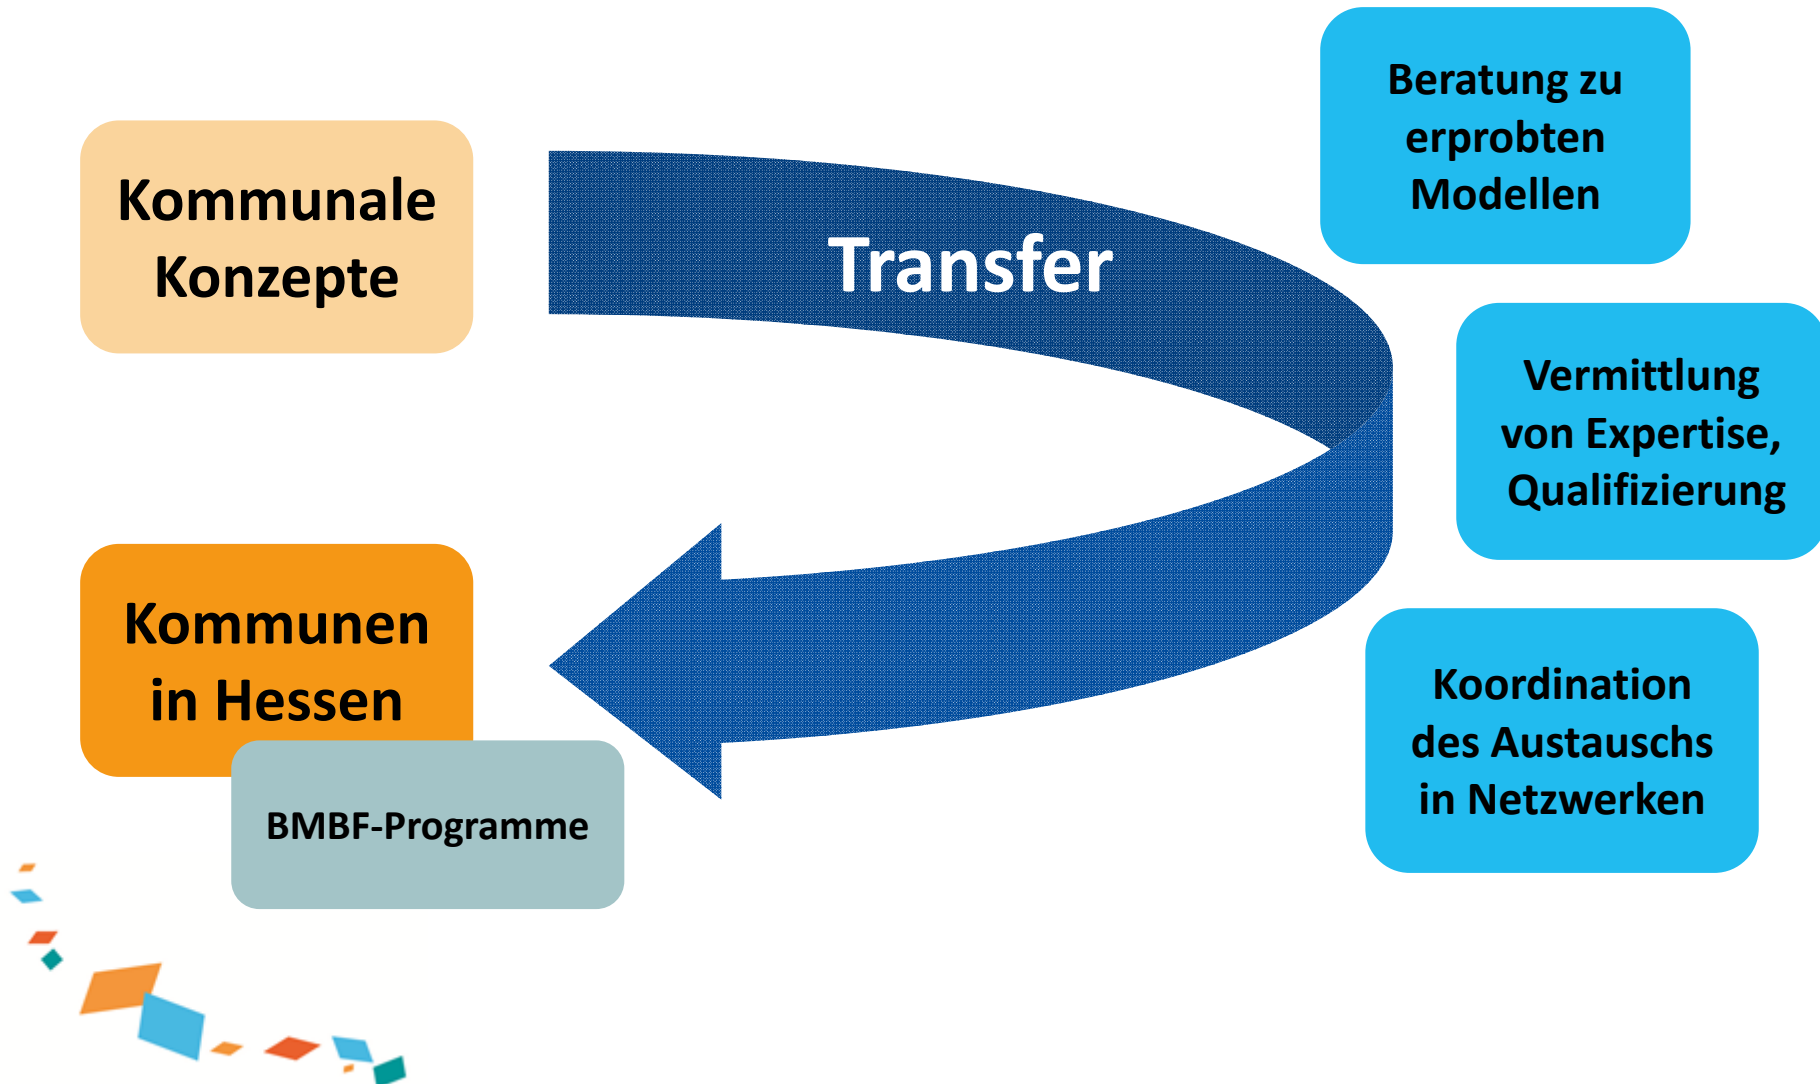 Kommunale
Konzepte
Transfer
Beratung zu
erprobten
Modellen
Vermittlung
von Expertise,
Qualifizierung
Koordination
des Austauschs
in Netzwerken
Kommunen
in Hessen
BMBF-Programme